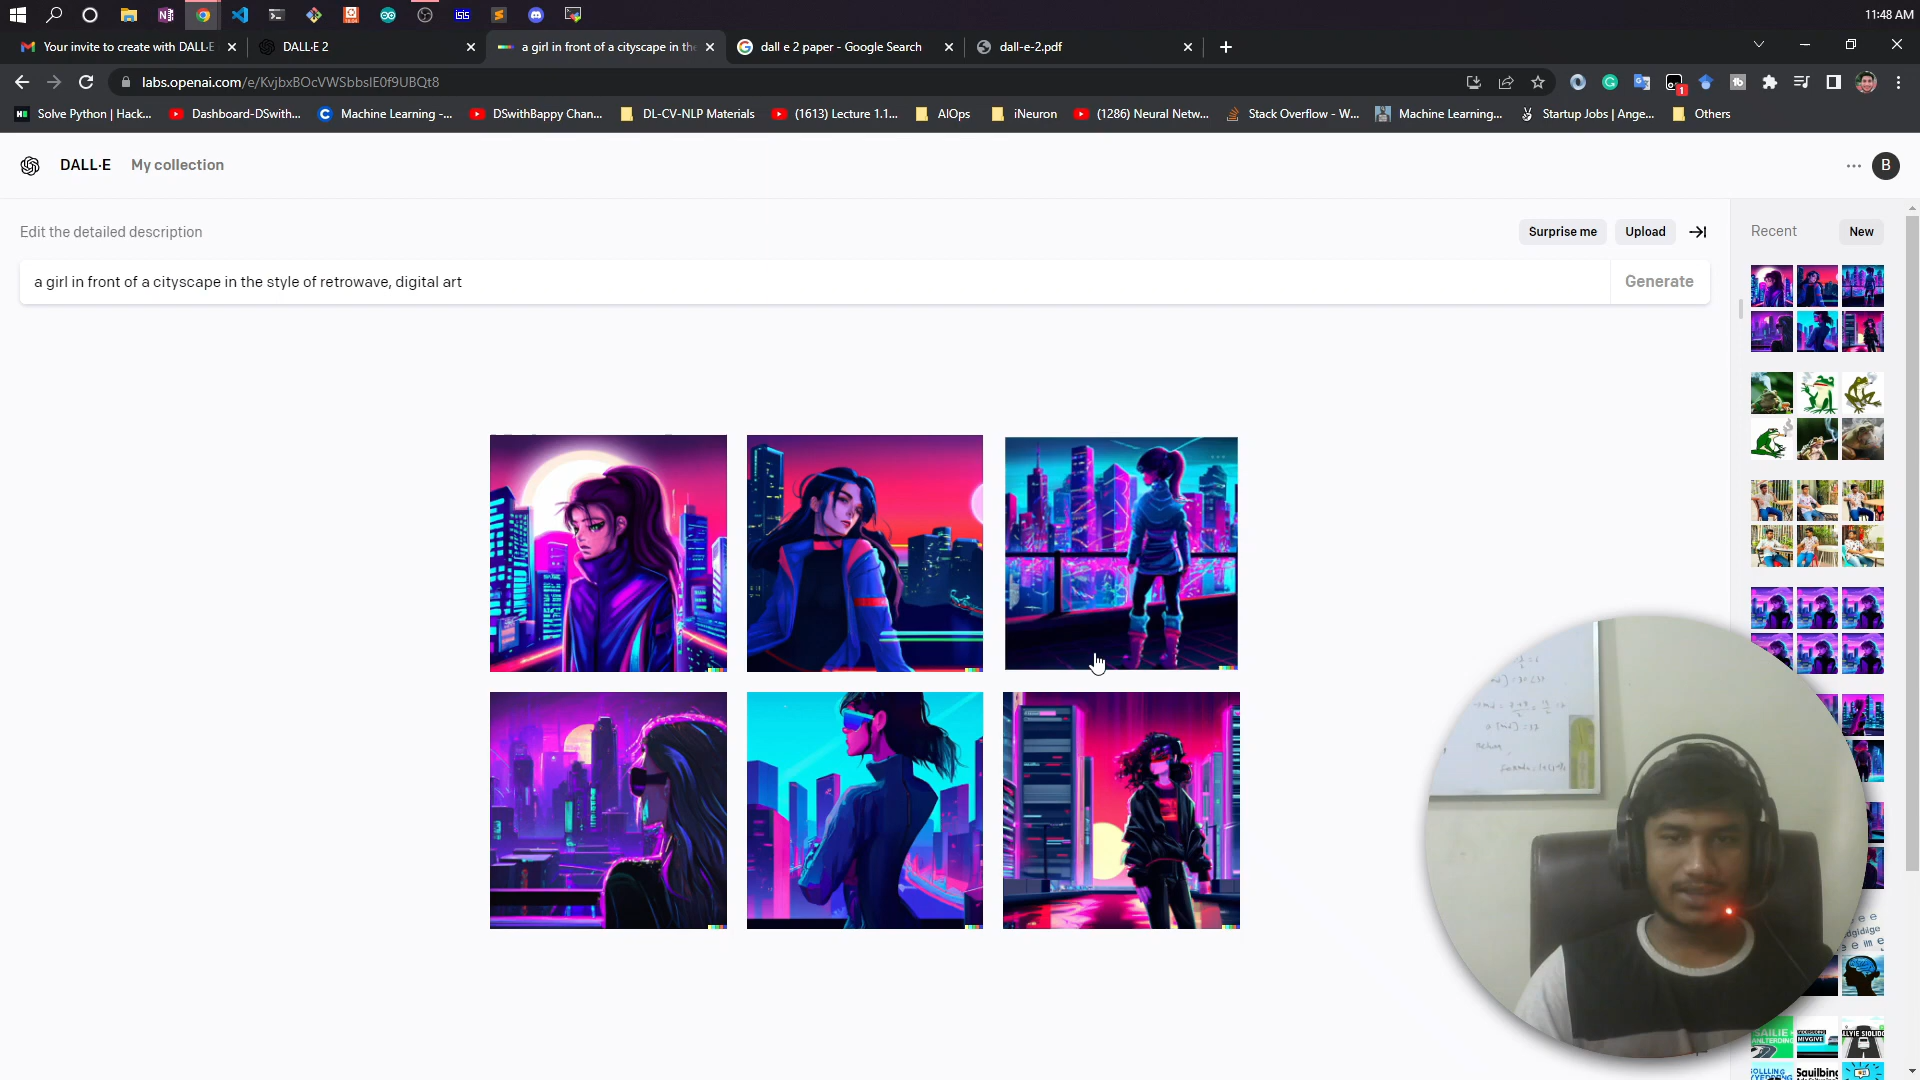 11:48 AM
Your invite to create with DALL·E
DALL·E 2
a girl in front of a cityscape in the
dall e 2 paper - Google Search
dall-e-2.pdf
labs.openai.com/e/KvjbxBOcVWSbbsIE0f9UBQt8
1
Solve Python | Hack...
Dashboard-DSwith...
Machine Learning -...
DSwithBappy Chan...
DL-CV-NLP Materials
(1613) Lecture 1.1...
AIOps
iNeuron
(1286) Neural Netw...
Stack Overflow - W...
Machine Learning...
Startup Jobs | Ange...
Others
DALL·E
My collection
B
Edit the detailed description
Surprise me
Upload
Recent
New
a girl in front of a cityscape in the style of retrowave, digital art
Generate